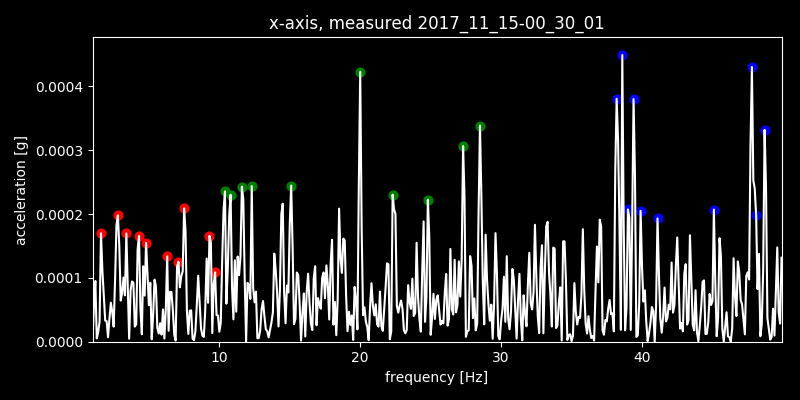 x-axis, measured 2017_11_15-00_30_01
acceleration [g]
0.0004
0.0003
0.0002
0.0001
0.0000
10 20 30 40
frequency [Hz]